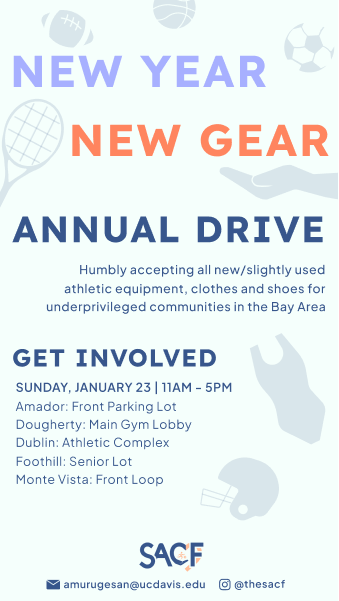 NEW YEAR
NEW GEAR
ANNUAL DRIVE
Humbly accepting all new/slightly used
athletic equipment, clothes and shoes for
underprivileged communities in the Bay Area
GET INVOLVED
SUNDAY, JANUARY 23 | 11AM - 5PM
Amador: Front Parking Lot
Dougherty: Main Gym Lobby
Dublin: Athletic Complex
Foothill: Senior Lot
Monte Vista: Front Loop
SACF
amurugesan@ucdavis.edu @thesacf